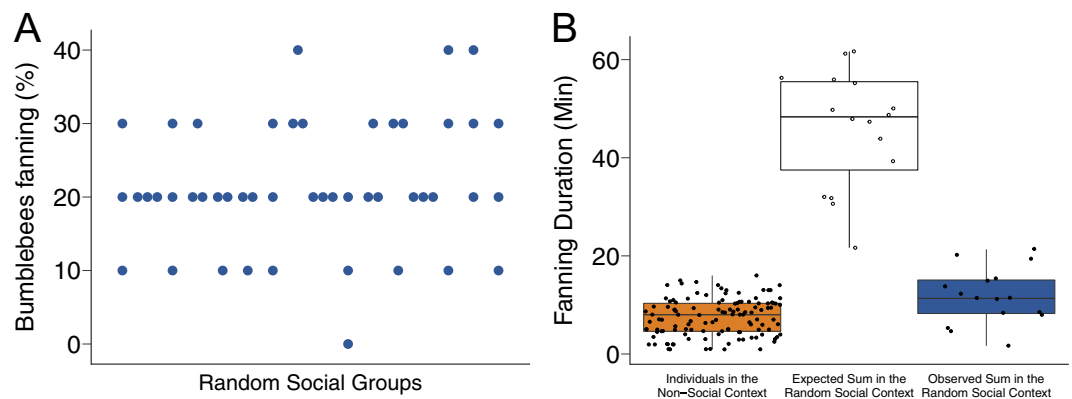 A
Bumblebees fanning (%)
40
30
20
10
0
Random Social Groups
B
Fanning Duration (Min)
60
40
20
0
Individuals in the
Non−Social Context
Expected Sum in the
Random Social Context
Observed Sum in the
Random Social Context